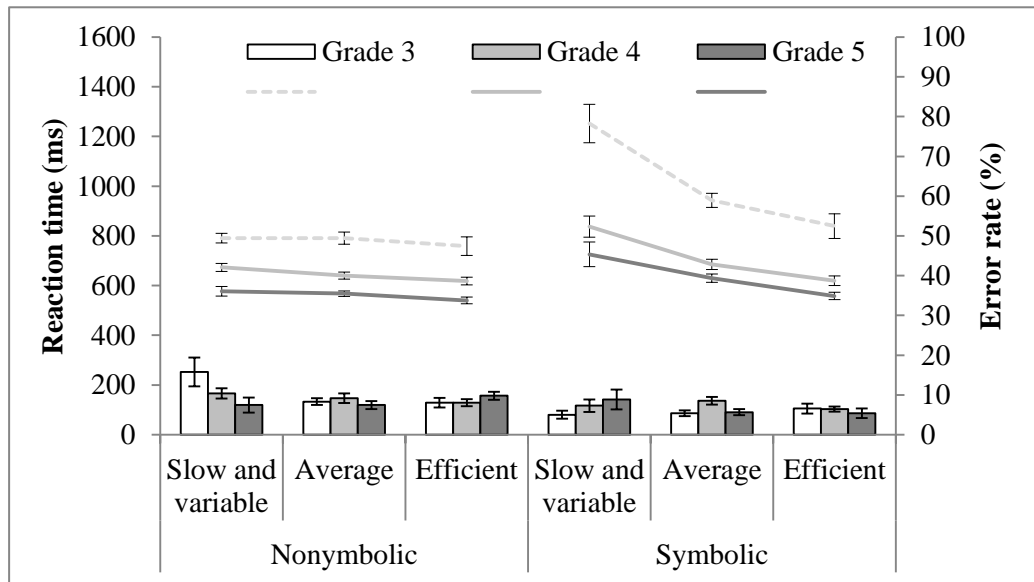 Grade 3 Grade 4 Grade 5
Reaction time (ms)
1600
1400
1200
1000
800
600
400
200
0
Error rate (%)
100
90
80
70
60
50
40
30
20
10
0
Slow and variable
Average
Efficient
Slow and variable
Average
Efficient
Nonymbolic
Symbolic